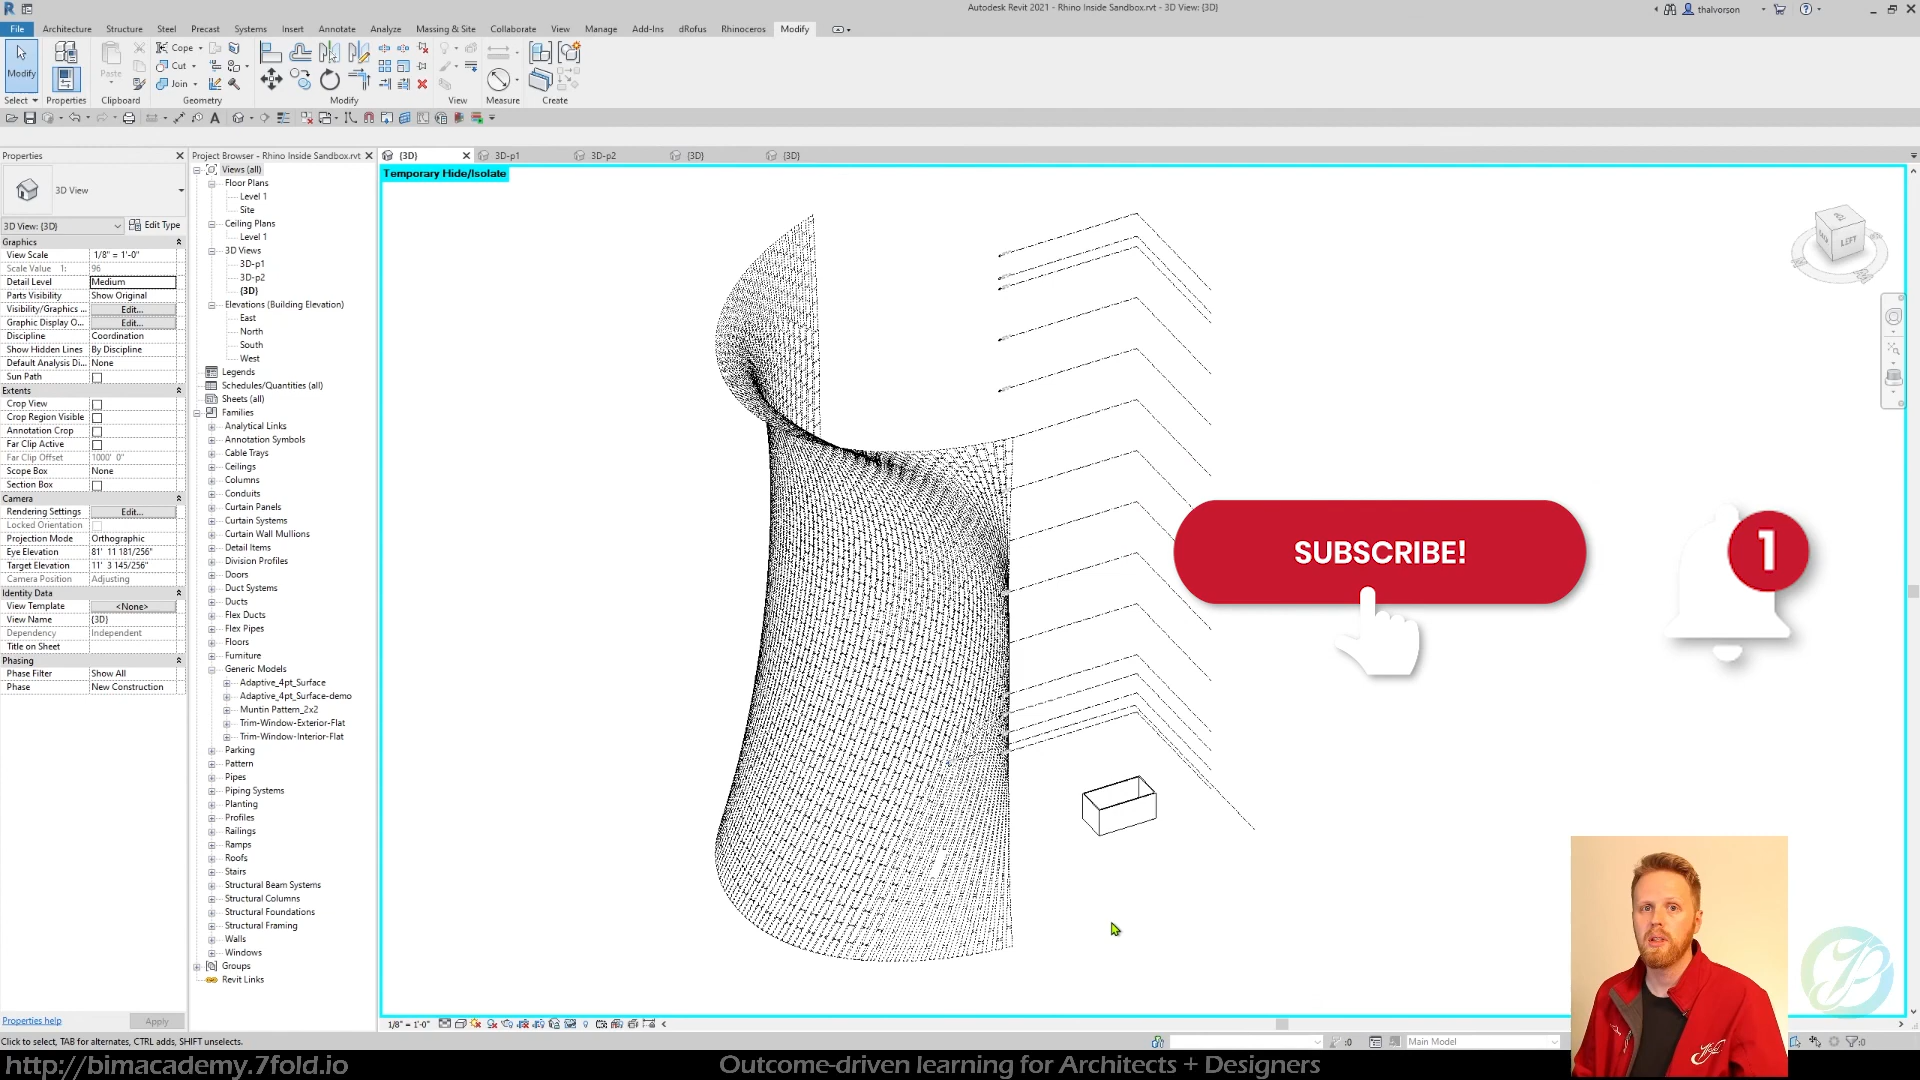 Autodesk Revit 2021 - Rhino Inside Sandbox.rvt - 3D View: {3D}
thalvorson
File Architecture Structure Steel Precast Systems Insert Annotate Analyze Massing & Site Collaborate View Manage Add-Ins dRofus Rhinoceros Modify
Modify
Paste
Cope
Cut
Join
Select Properties Clipboard Geometry Modify View Measure Create
Properties
3D View
3D View: {3D} Edit Type
Graphics
View Scale 1/8" = 1'-0"
Scale Value 1: 96
Detail Level Medium
Parts Visibility Show Original
Visibility/Graphics ... Edit...
Graphic Display O... Edit...
Discipline Coordination
Show Hidden Lines By Discipline
Default Analysis Di... None
Sun Path
Extents
Crop View
Crop Region Visible
Annotation Crop
Far Clip Active
Far Clip Offset 1000' 0"
Scope Box None
Section Box
Camera
Rendering Settings Edit...
Locked Orientation
Projection Mode Orthographic
Eye Elevation 81' 11 181/256"
Target Elevation 11' 3 145/256"
Camera Position Adjusting
Identity Data
View Template <None>
View Name {3D}
Dependency Independent
Title on Sheet
Phasing
Phase Filter Show All
Phase New Construction
Properties help Apply
Project Browser - Rhino Inside Sandbox.rvt
Views (all)
Floor Plans
Level 1
Site
Ceiling Plans
Level 1
3D Views
3D-p1
3D-p2
{3D}
Elevations (Building Elevation)
East
North
South
West
Legends
Schedules/Quantities (all)
Sheets (all)
Families
Analytical Links
Annotation Symbols
Cable Trays
Ceilings
Columns
Conduits
Curtain Panels
Curtain Systems
Curtain Wall Mullions
Detail Items
Division Profiles
Doors
Duct Systems
Ducts
Flex Ducts
Flex Pipes
Floors
Furniture
Generic Models
Adaptive_4pt_Surface
Adaptive_4pt_Surface-demo
Muntin Pattern_2x2
Trim-Window-Exterior-Flat
Trim-Window-Interior-Flat
Parking
Pattern
Pipes
Piping Systems
Planting
Profiles
Railings
Ramps
Roofs
Stairs
Structural Beam Systems
Structural Columns
Structural Foundations
Structural Framing
Walls
Windows
Groups
Revit Links
{3D} 3D-p1 3D-p2 {3D} {3D}
Temporary Hide/Isolate
LEFT
SUBSCRIBE!
1
1/8" = 1'-0"
Click to select, TAB for alternates, CTRL adds, SHIFT unselects.
:0
Main Model
:0
http://bimacademy.7fold.io
Outcome-driven learning for Architects + Designers